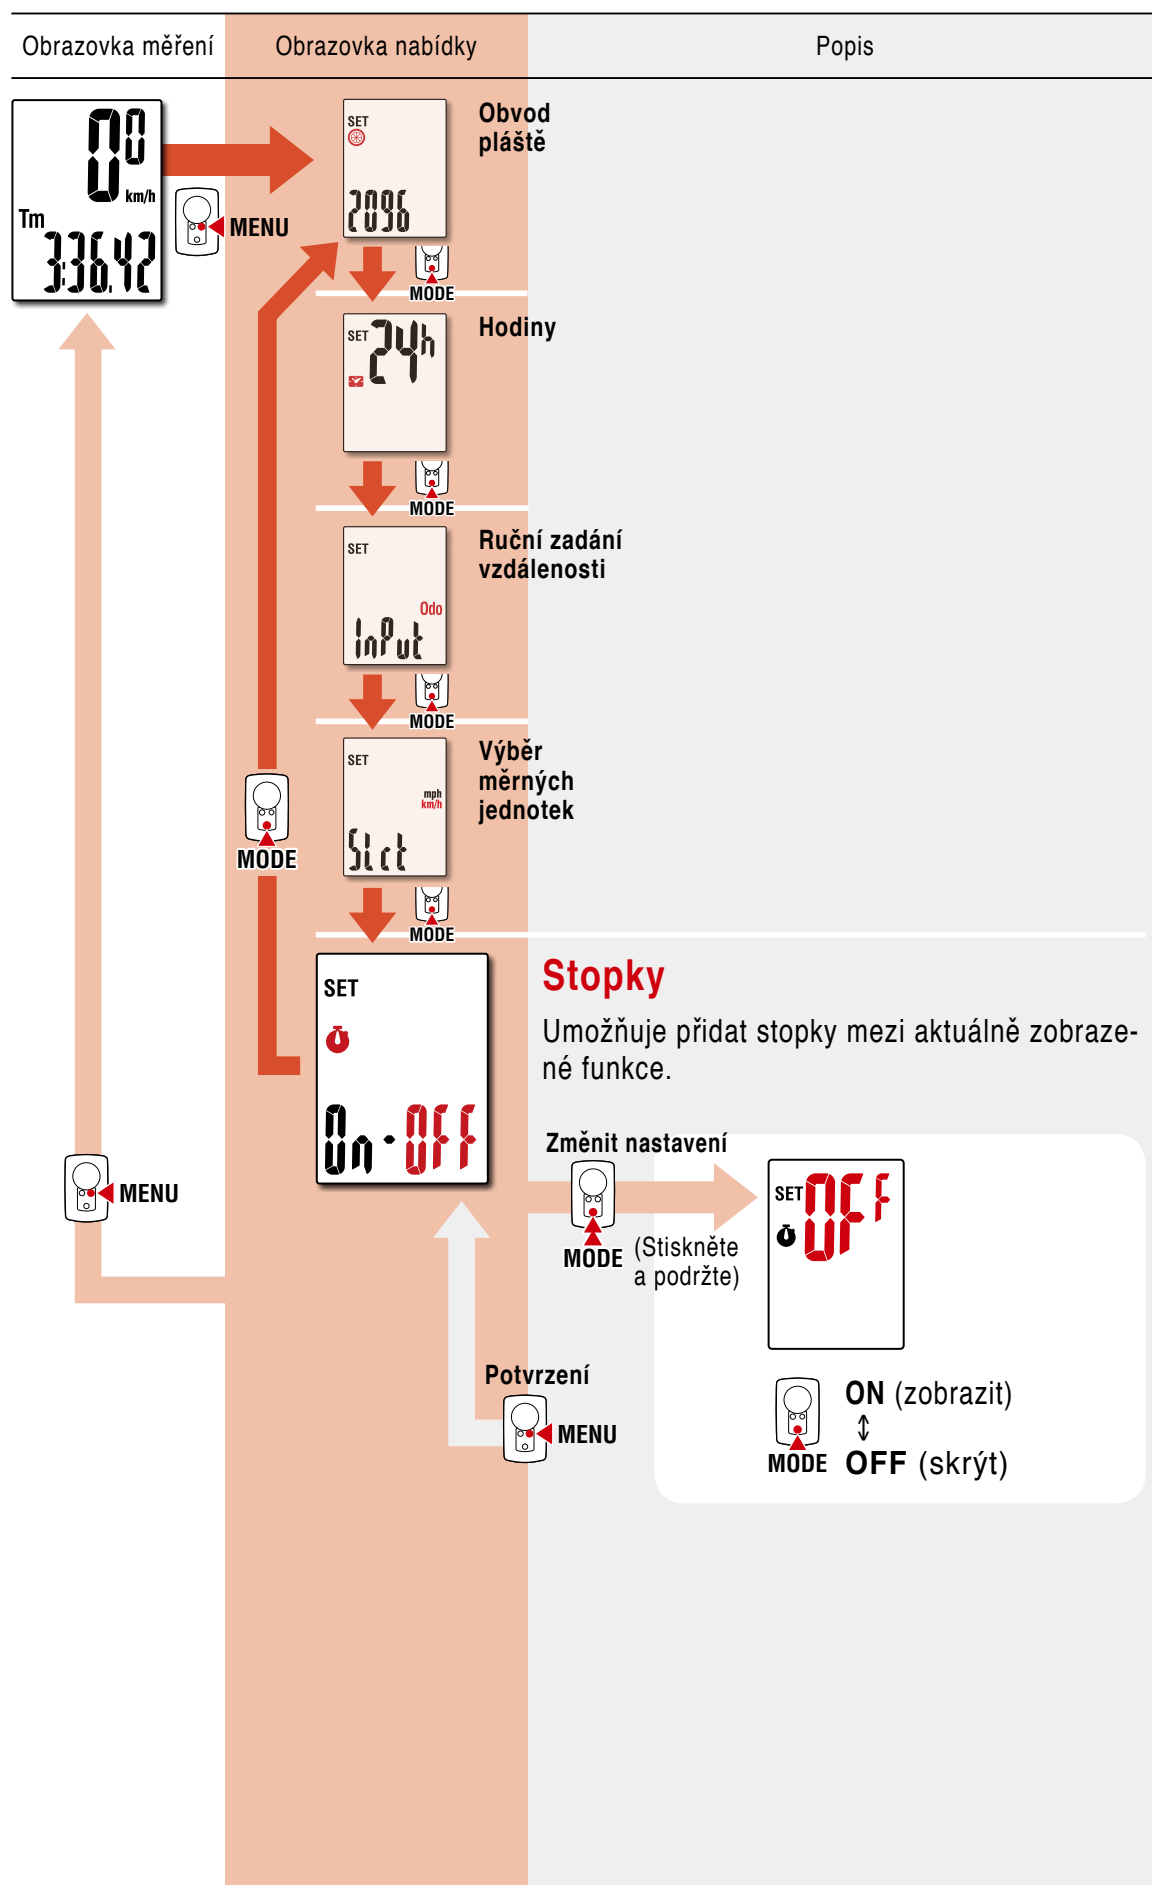 Obrazovka měření
Obrazovka nabídky
Popis
0 0
km/h
Tm
3:36.42
MENU
SET
2096
Obvod
pláště
MODE
SET
24h
Hodiny
MODE
SET
Odo
InPut
Ruční zadání
vzdálenosti
MODE
SET
mph
km/h
Slct
Výběr
měrných
jednotek
MODE
MODE
SET
On-OFF
Stopky
Umožňuje přidat stopky mezi aktuálně zobraze-
né funkce.
Změnit nastavení
MODE
(Stiskněte
a podržte)
SET
OFF
MENU
Potvrzení
MENU
ON (zobrazit)
↕
MODE
OFF (skrýt)